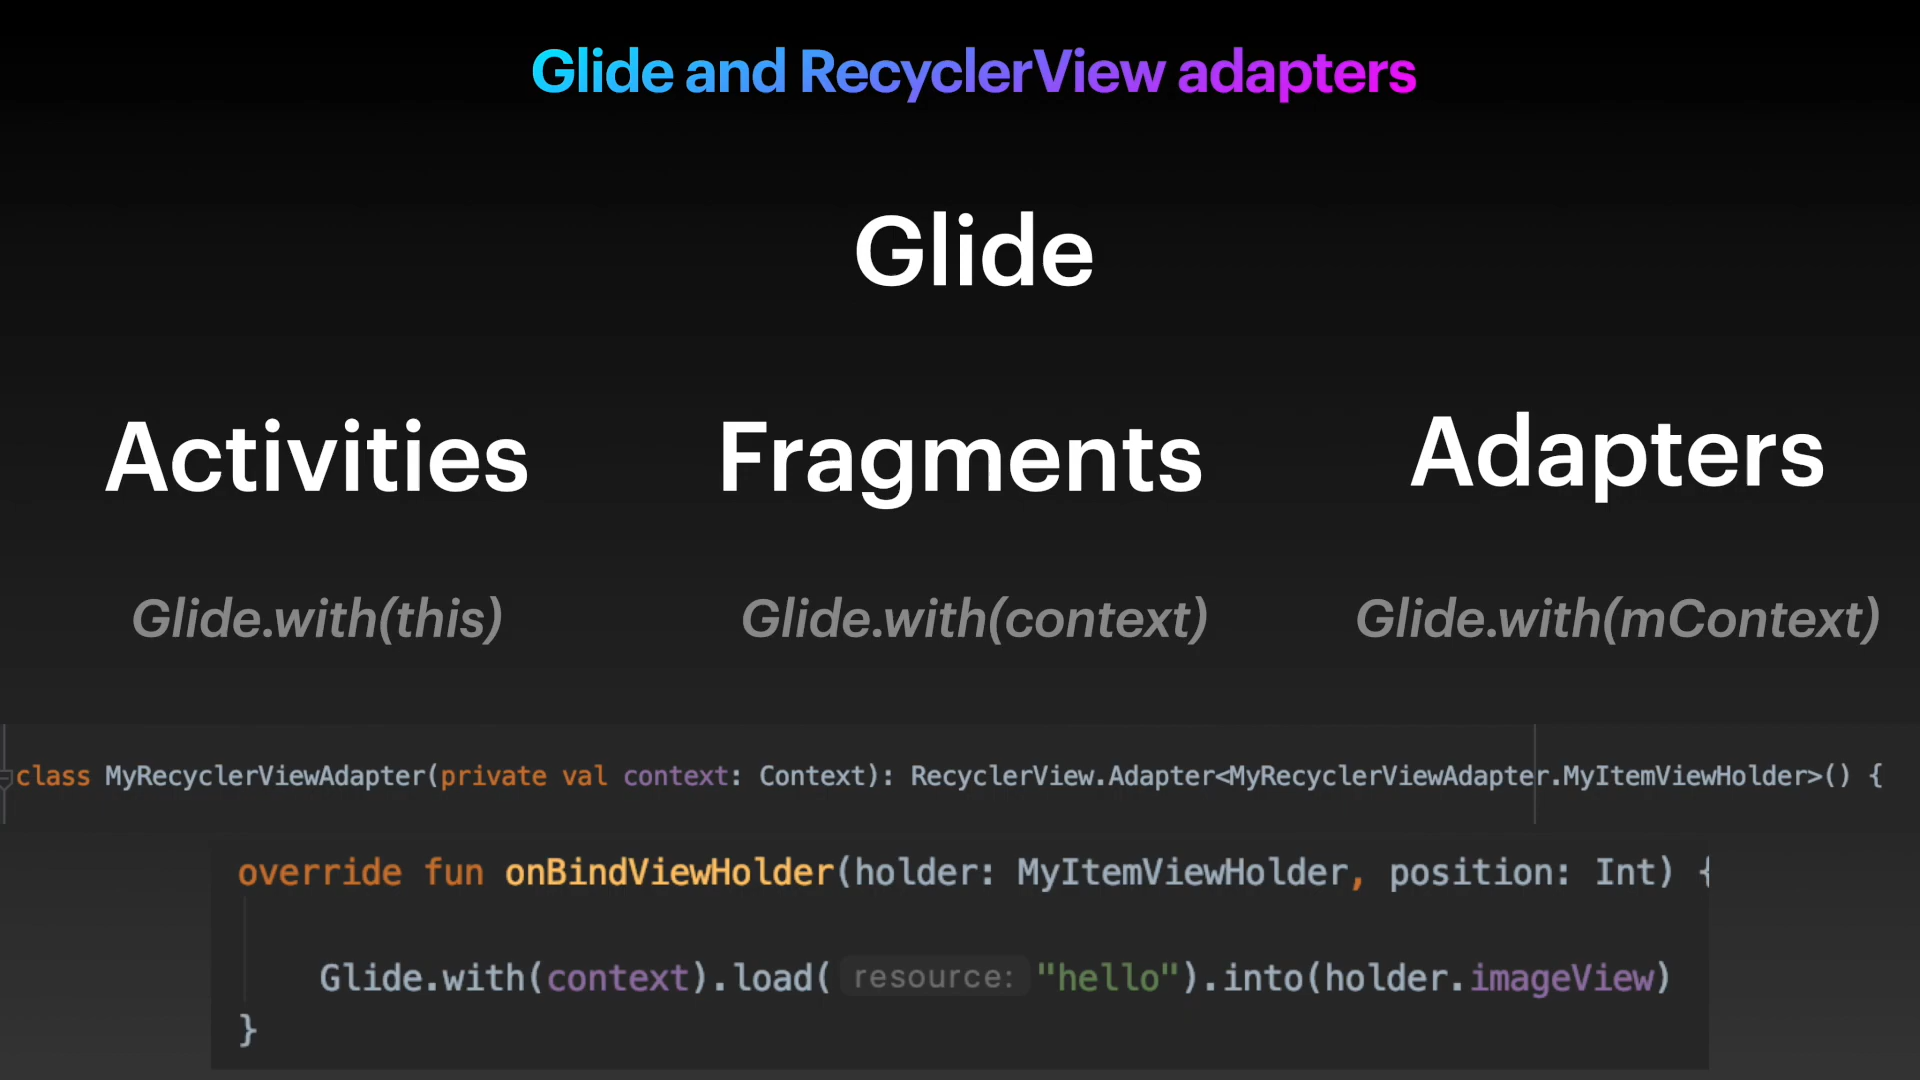 Glide and RecyclerView adapters
Glide
Activities
Fragments
Adapters
Glide.with(this)
Glide.with(context)
Glide.with(mContext)
class MyRecyclerViewAdapter(private val context: Context): RecyclerView.Adapter<MyRecyclerViewAdapter.MyItemViewHolder>() {
override fun onBindViewHolder(holder: MyItemViewHolder, position: Int) {
Glide.with(context).load( resource: "hello").into(holder.imageView)
}